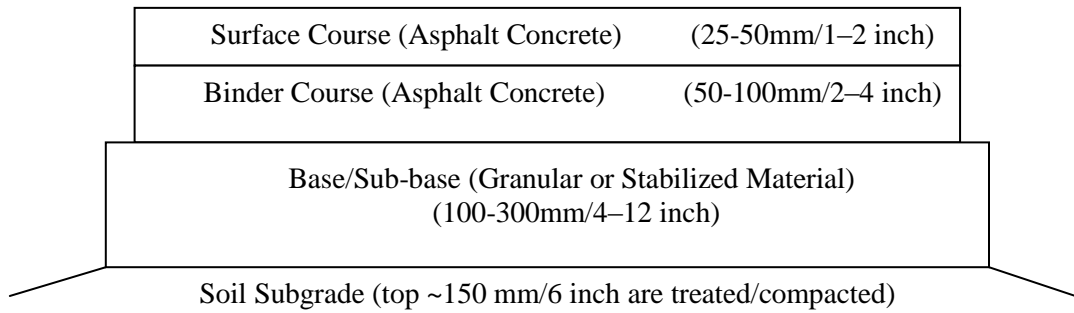 Surface Course (Asphalt Concrete) (25-50mm/1–2 inch)
Binder Course (Asphalt Concrete) (50-100mm/2–4 inch)
Base/Sub-base (Granular or Stabilized Material)
(100-300mm/4–12 inch)
Soil Subgrade (top ~150 mm/6 inch are treated/compacted)